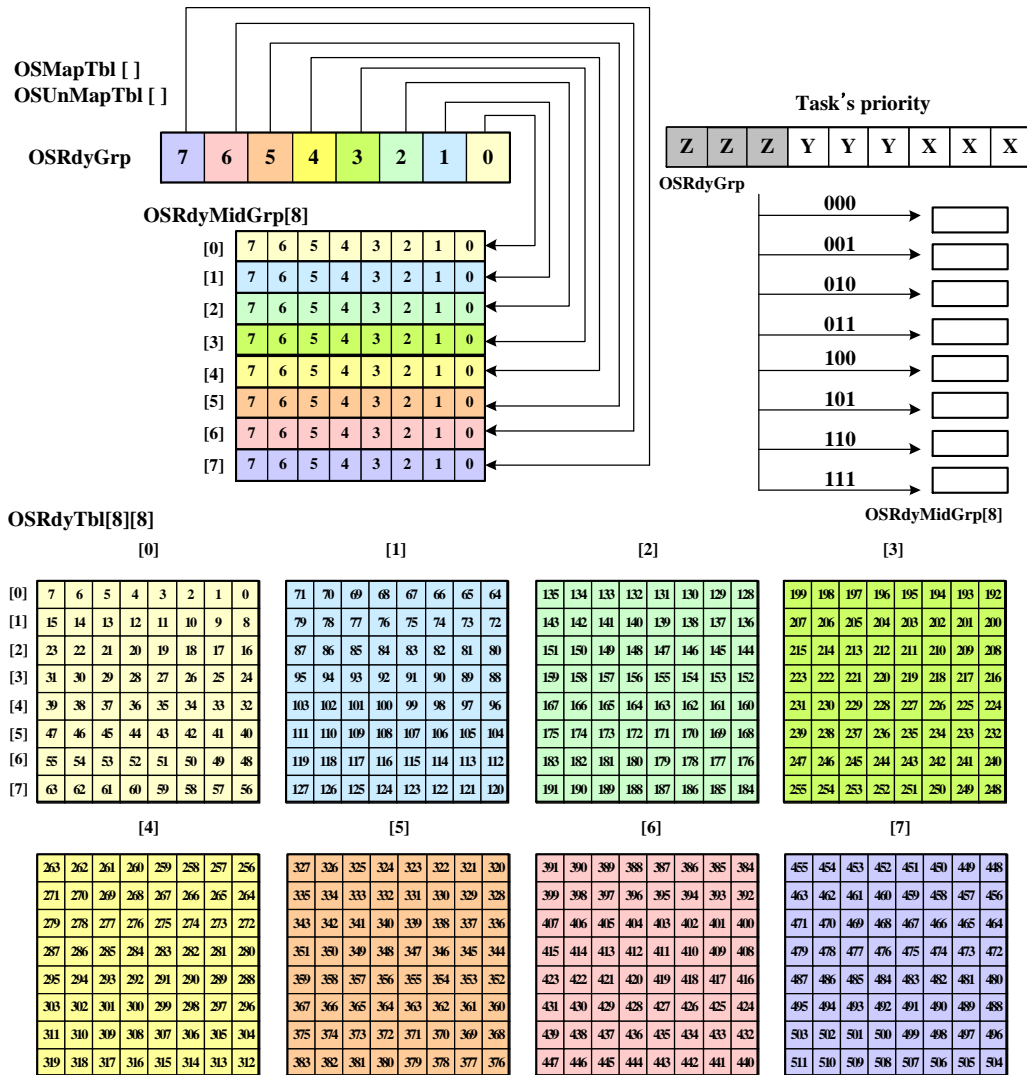 OSMapTbl [ ]
OSUnMapTbl [ ]
Task's priority
OSRdyGrp
7 6 5 4 3 2 1 0
Z Z Z Y Y Y X X X
OSRdyGrp
000
001
010
011
100
101
110
111
OSRdyMidGrp[8]
OSRdyMidGrp[8]
[0] 7 6 5 4 3 2 1 0
[1] 7 6 5 4 3 2 1 0
[2] 7 6 5 4 3 2 1 0
[3] 7 6 5 4 3 2 1 0
[4] 7 6 5 4 3 2 1 0
[5] 7 6 5 4 3 2 1 0
[6] 7 6 5 4 3 2 1 0
[7] 7 6 5 4 3 2 1 0
OSRdyTbl[8][8]
[0] [1] [2] [3]
[0] 7 6 5 4 3 2 1 0 71 70 69 68 67 66 65 64 135 134 133 132 131 130 129 128 199 198 197 196 195 194 193 192
[1] 15 14 13 12 11 10 9 8 79 78 77 76 75 74 73 72 143 142 141 140 139 138 137 136 207 206 205 204 203 202 201 200
[2] 23 22 21 20 19 18 17 16 87 86 85 84 83 82 81 80 151 150 149 148 147 146 145 144 215 214 213 212 211 210 209 208
[3] 31 30 29 28 27 26 25 24 95 94 93 92 91 90 89 88 159 158 157 156 155 154 153 152 223 222 221 220 219 218 217 216
[4] 39 38 37 36 35 34 33 32 103 102 101 100 99 98 97 96 167 166 165 164 163 162 161 160 231 230 229 228 227 226 225 224
[5] 47 46 45 44 43 42 41 40 111 110 109 108 107 106 105 104 175 174 173 172 171 170 169 168 239 238 237 236 235 234 233 232
[6] 55 54 53 52 51 50 49 48 119 118 117 116 115 114 113 112 183 182 181 180 179 178 177 176 247 246 245 244 243 242 241 240
[7] 63 62 61 60 59 58 57 56 127 126 125 124 123 122 121 120 191 190 189 188 187 186 185 184 255 254 253 252 251 250 249 248
[4] [5] [6] [7]
263 262 261 260 259 258 257 256 327 326 325 324 323 322 321 320 391 390 389 388 387 386 385 384 455 454 453 452 451 450 449 448
271 270 269 268 267 266 265 264 335 334 333 332 331 330 329 328 399 398 397 396 395 394 393 392 463 462 461 460 459 458 457 456
279 278 277 276 275 274 273 272 343 342 341 340 339 338 337 336 407 406 405 404 403 402 401 400 471 470 469 468 467 466 465 464
287 286 285 284 283 282 281 280 351 350 349 348 347 346 345 344 415 414 413 412 411 410 409 408 479 478 477 476 475 474 473 472
295 294 293 292 291 290 289 288 359 358 357 356 355 354 353 352 423 422 421 420 419 418 417 416 487 486 485 484 483 482 481 480
303 302 301 300 299 298 297 296 367 366 365 364 363 362 361 360 431 430 429 428 427 426 425 424 495 494 493 492 491 490 489 488
311 310 309 308 307 306 305 304 375 374 373 372 371 370 369 368 439 438 437 436 435 434 433 432 503 502 501 500 499 498 497 496
319 318 317 316 315 314 313 312 383 382 381 380 379 378 377 376 447 446 445 444 443 442 441 440 511 510 509 508 507 506 505 504